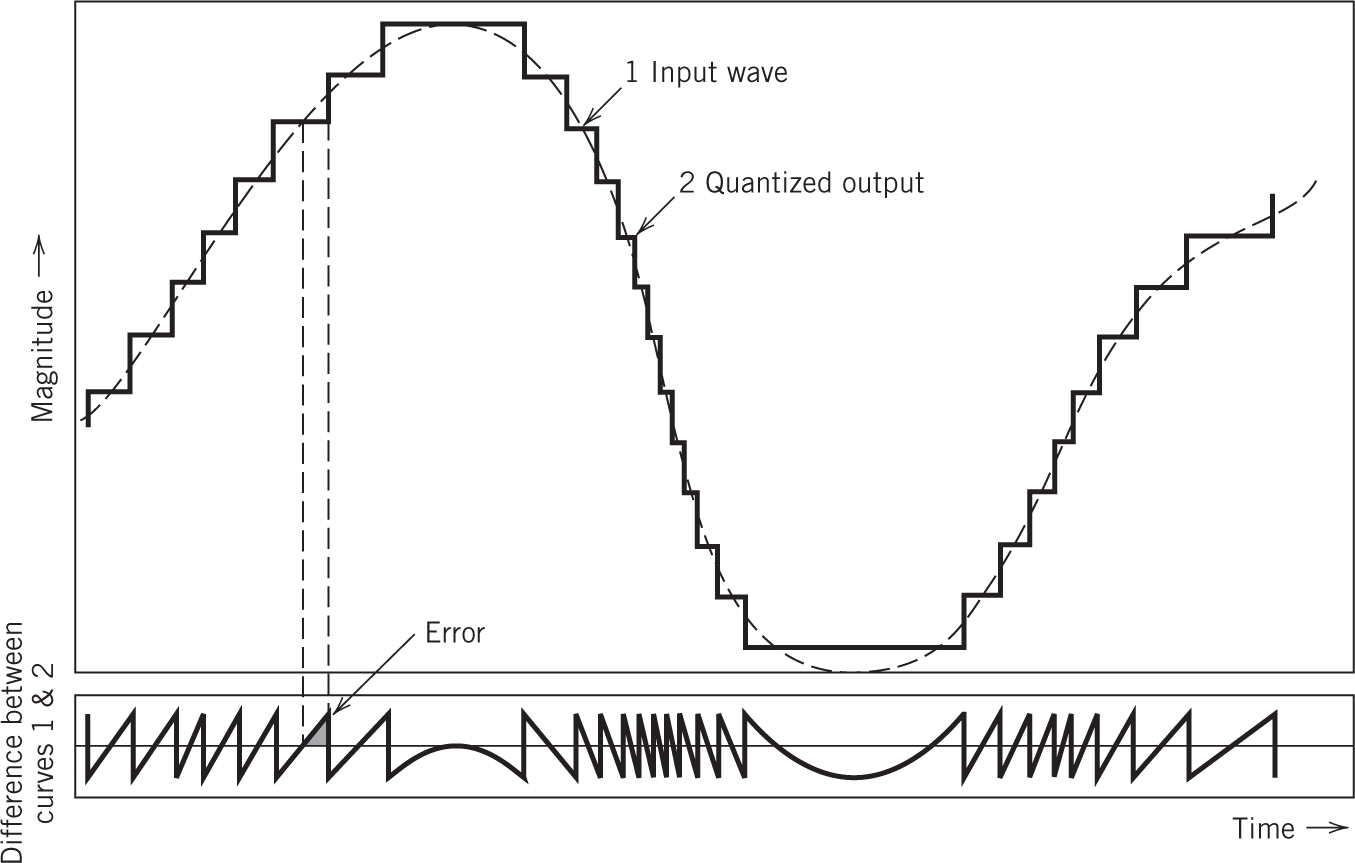 1 Input wave
2 Quantized output
Magnitude
Error
Difference between
curves 1 & 2
Time